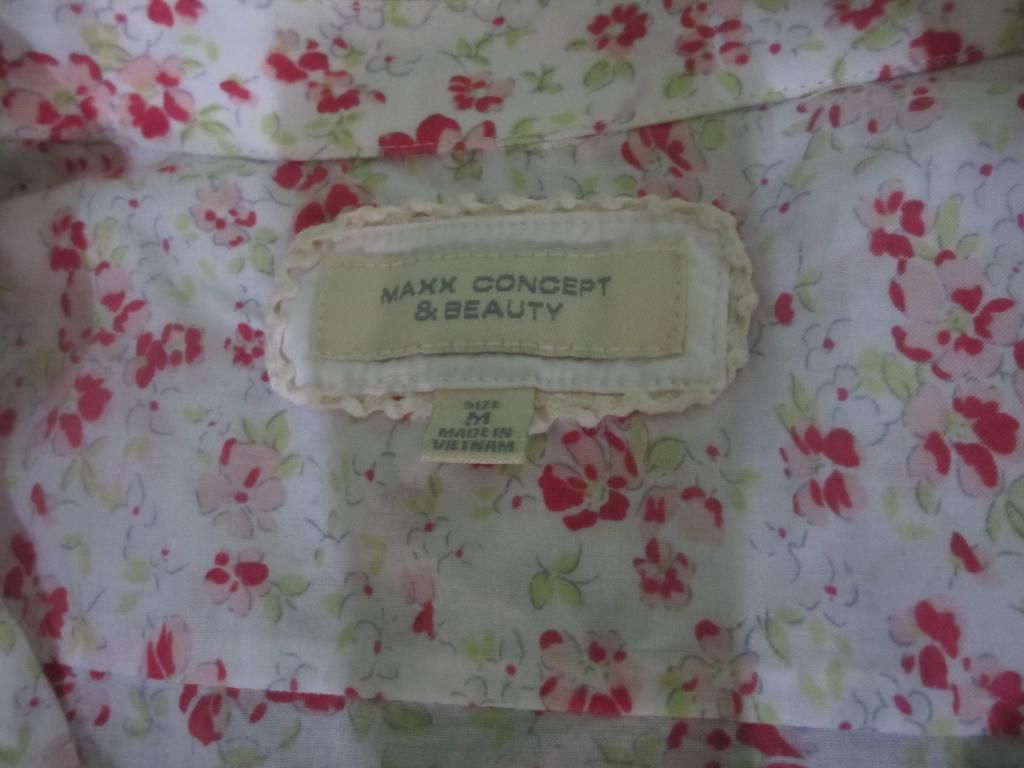 MAXX CONCEPT
& BEAUTY
SIZE
M
MADE IN
VIETNAM